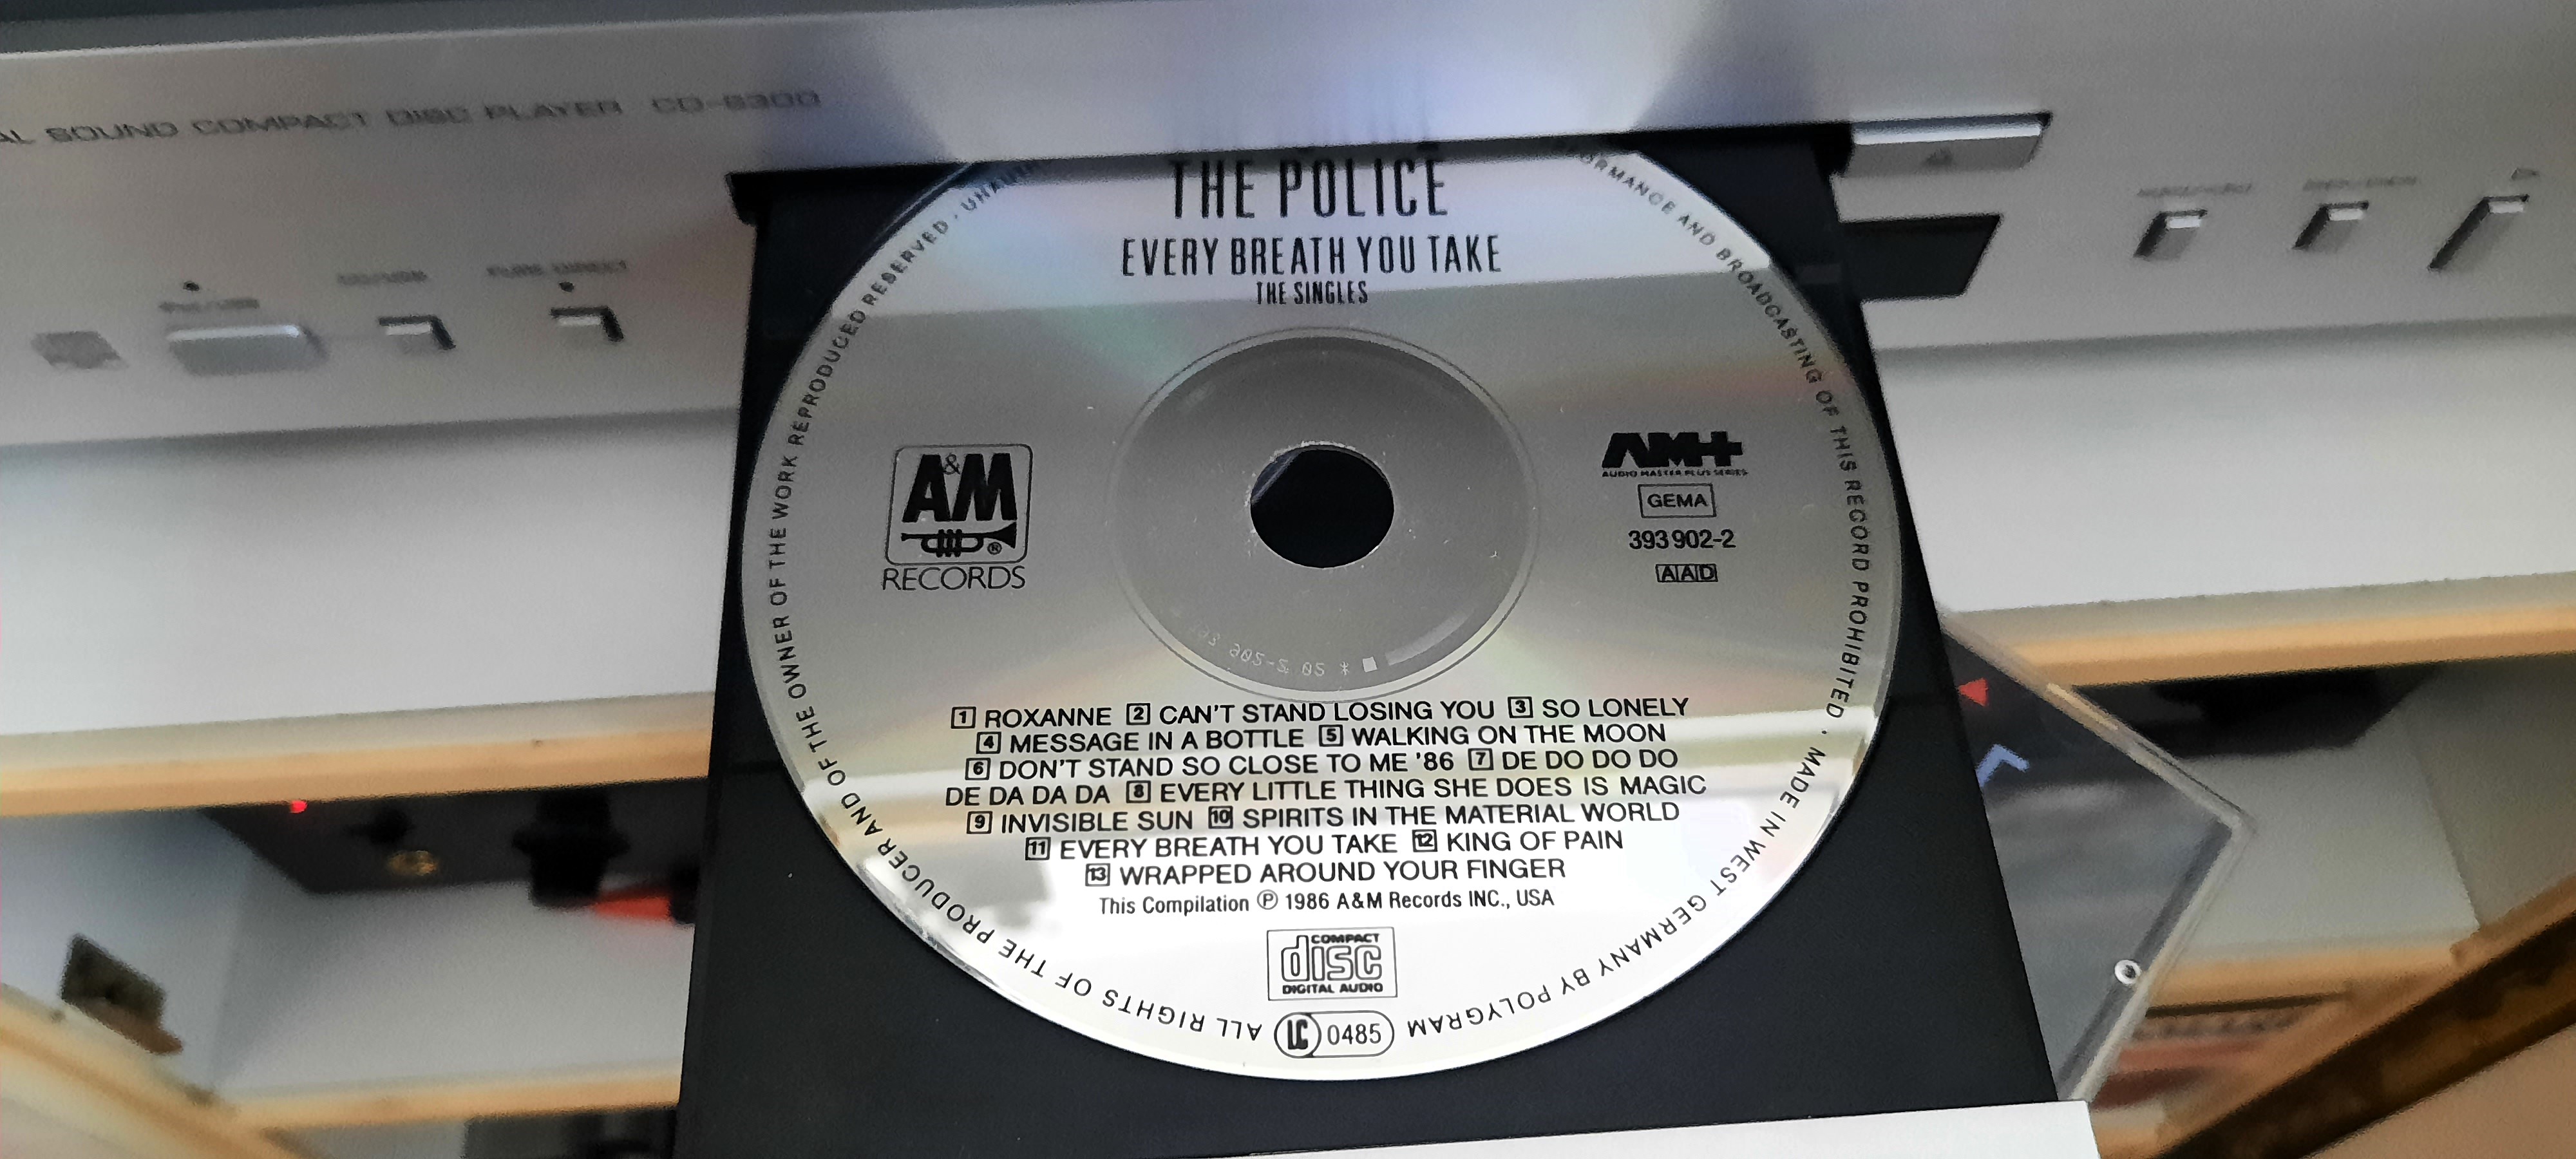 AL SOUND COMPACT DISC PLAYER CD-8300
PURE DIRECT
THE POLICE
EVERY BREATH YOU TAKE
THE SINGLES
A&M
®
RECORDS
AM+
AUDIO MASTER PLUS SERIES
GEMA
393 902-2
AAD
1 ROXANNE 2 CAN'T STAND LOSING YOU 3 SO LONELY
4 MESSAGE IN A BOTTLE 5 WALKING ON THE MOON
6 DON'T STAND SO CLOSE TO ME '86 7 DE DO DO DO
DE DA DA DA 8 EVERY LITTLE THING SHE DOES IS MAGIC
9 INVISIBLE SUN 10 SPIRITS IN THE MATERIAL WORLD
11 EVERY BREATH YOU TAKE 12 KING OF PAIN
13 WRAPPED AROUND YOUR FINGER
This Compilation ℗ 1986 A&M Records INC., USA
COMPACT
disc
DIGITAL AUDIO
LC 0485
ALL RIGHTS OF THE PRODUCER AND OF THE OWNER OF THE WORK REPRODUCED RESERVED · UNAUTH
ORMANCE AND BROADCASTING OF THIS RECORD PROHIBITED · MADE IN WEST GERMANY BY POLYGRAM